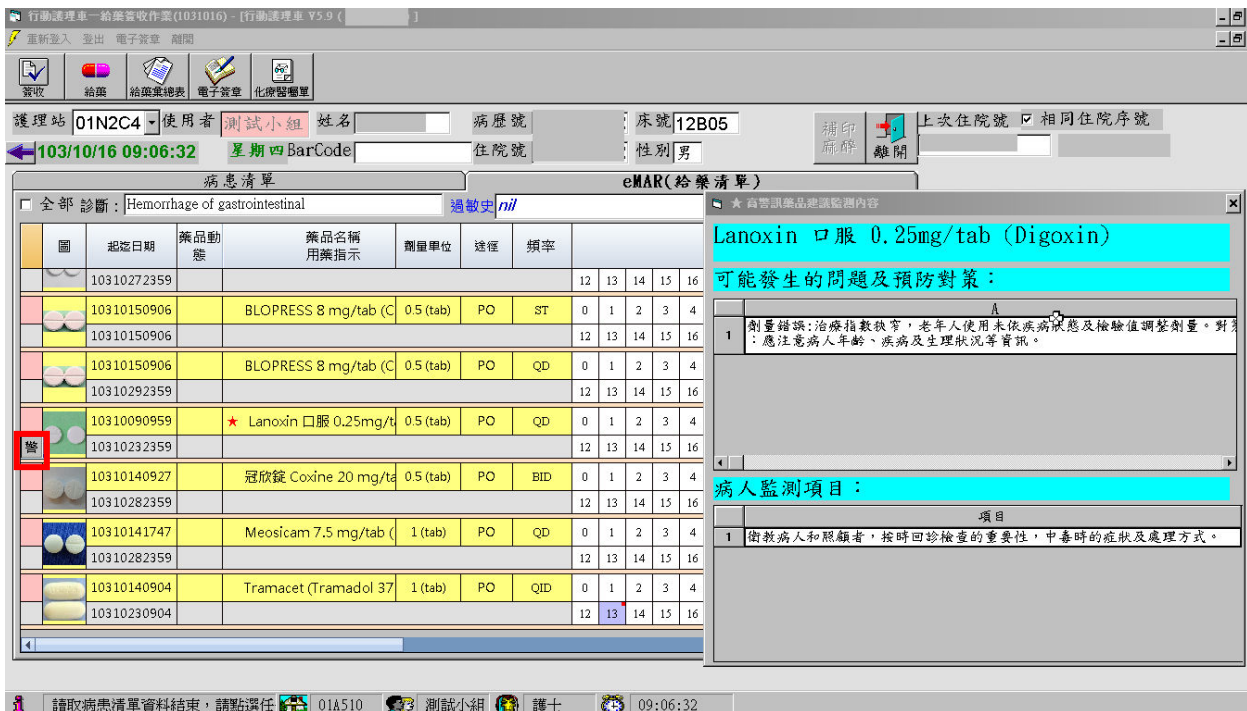 行動護理車—給藥簽收作業(1031016) - [行動護理車 V5.9 ( ]
重新登入 登出 電子簽章 離開
簽收 給藥 給藥彙總表 電子簽章 化療醫囑單
護理站 01N2C4 使用者 測試小組 姓名 病歷號 床號 12B05 補印麻醉 離開 上次住院號 相同住院序號
103/10/16 09:06:32 星期四 BarCode 住院號 性別 男
病患清單 eMAR(給藥清單)
全部 診斷: Hemorrhage of gastrointestinal 過敏史 nil
圖 起迄日期 藥品動態 藥品名稱 用藥指示 劑量單位 途徑 頻率
10310272359 12 13 14 15 16
10310150906 BLOPRESS 8 mg/tab (C 0.5 (tab) PO ST 0 1 2 3 4
10310150906 12 13 14 15 16
10310150906 BLOPRESS 8 mg/tab (C 0.5 (tab) PO QD 0 1 2 3 4
10310292359 12 13 14 15 16
10310090959 ★ Lanoxin 口服 0.25mg/t 0.5 (tab) PO QD 0 1 2 3 4
警 10310232359 12 13 14 15 16
10310140927 冠欣錠 Coxine 20 mg/ta 0.5 (tab) PO BID 0 1 2 3 4
10310282359 12 13 14 15 16
10310141747 Meosicam 7.5 mg/tab ( 1 (tab) PO QD 0 1 2 3 4
10310282359 12 13 14 15 16
10310140904 Tramacet (Tramadol 37 1 (tab) PO QID 0 1 2 3 4
10310230904 12 13 14 15 16
★ 高警訊藥品建議監測內容
Lanoxin 口服 0.25mg/tab (Digoxin)
可能發生的問題及預防對策：
A
1 劑量錯誤:治療指數狹窄，老年人使用未依疾病狀態及檢驗值調整劑量。對
：應注意病人年齡、疾病及生理狀況等資訊。
病人監測項目：
項目
1 衛教病人和照顧者，按時回診檢查的重要性，中毒時的症狀及處理方式。
讀取病患清單資料結束，請點選任 01A510 測試小組 護士 09:06:32